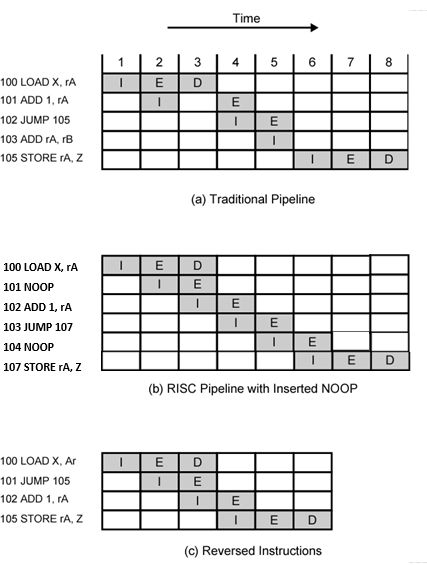 Time
1 2 3 4 5 6 7 8
100 LOAD X, rA I E D
101 ADD 1, rA I E
102 JUMP 105 I E
103 ADD rA, rB I
105 STORE rA, Z I E D
(a) Traditional Pipeline
100 LOAD X, rA I E D
101 NOOP I E
102 ADD 1, rA I E
103 JUMP 107 I E
104 NOOP I E
107 STORE rA, Z I E D
(b) RISC Pipeline with Inserted NOOP
100 LOAD X, Ar I E D
101 JUMP 105 I E
102 ADD 1, rA I E
105 STORE rA, Z I E D
(c) Reversed Instructions